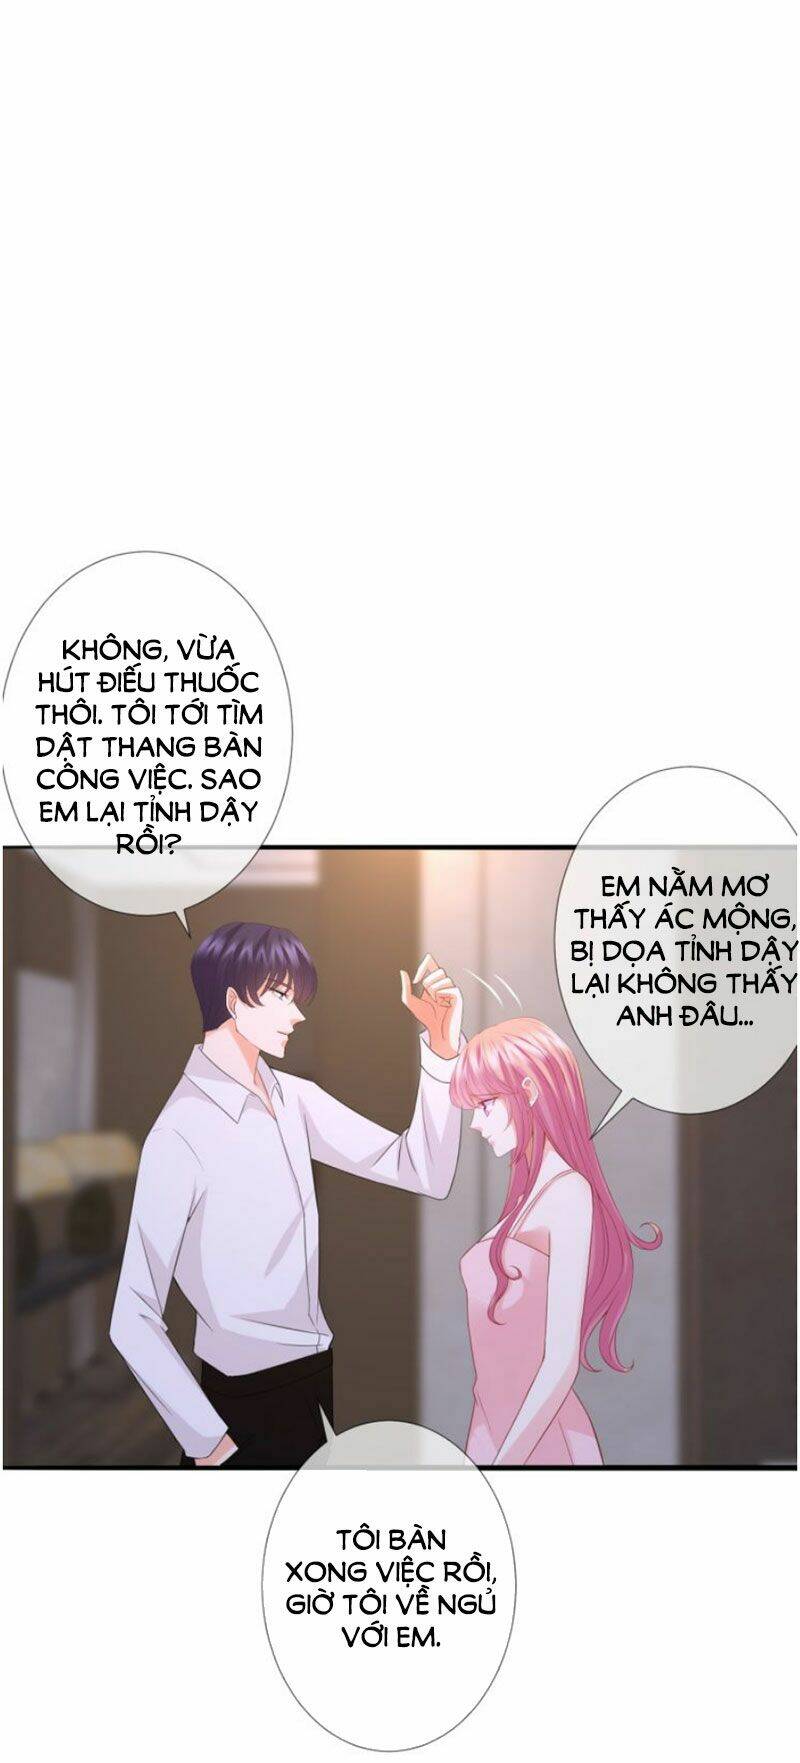 KHÔNG, VỪA
HÚT ĐIẾU THUỐC
THÔI. TÔI TỚI TÌM
DẬT THANG BÀN
CÔNG VIỆC. SAO
EM LẠI TỈNH DẬY
RỒI?
EM NẰM MƠ
THẤY ÁC MỘNG,
BỊ DỌA TỈNH DẬY
LẠI KHÔNG THẤY
ANH ĐÂU...
TÔI BÀN
XONG VIỆC RỒI,
GIỜ TÔI VỀ NGỦ
VỚI EM.